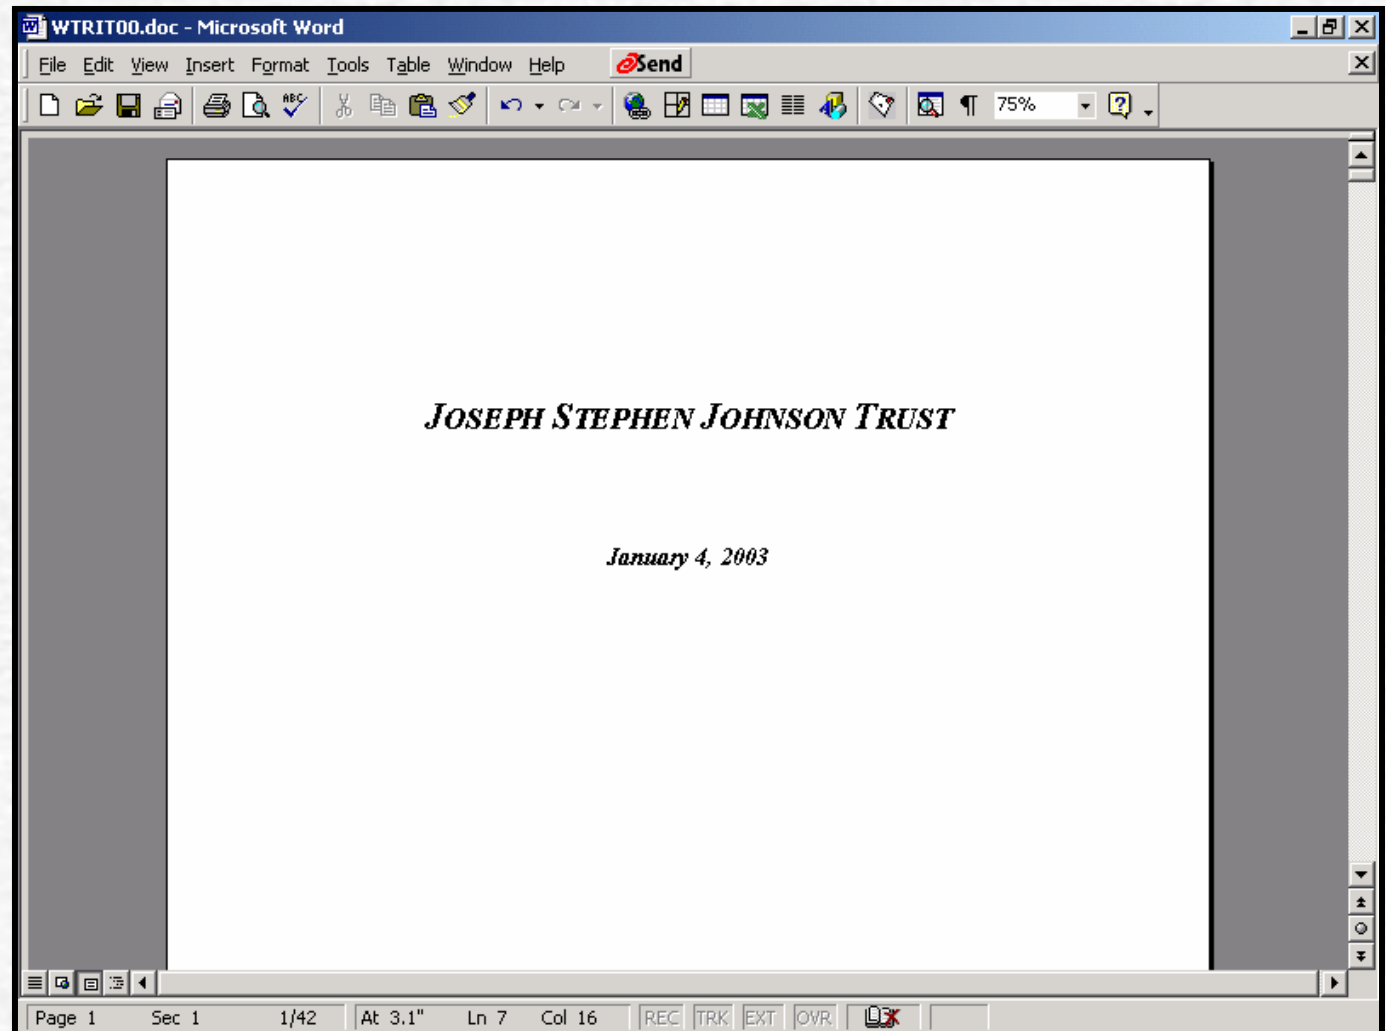 WTRIT00.doc - Microsoft Word
File Edit View Insert Format Tools Table Window Help eSend
ABC 75%
JOSEPH STEPHEN JOHNSON TRUST
January 4, 2003
Page 1 Sec 1 1/42 At 3.1" Ln 7 Col 16 REC TRK EXT OVR